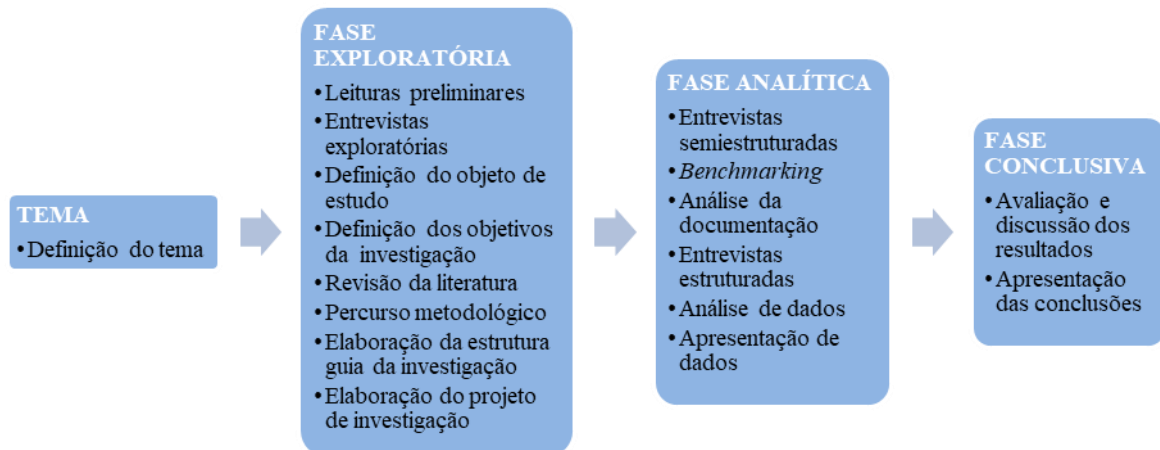 TEMA
• Definição do tema
FASE
EXPLORATÓRIA
• Leituras preliminares
• Entrevistas
exploratórias
• Definição do objeto de
estudo
• Definição dos objetivos
da investigação
• Revisão da literatura
• Percurso metodológico
• Elaboração da estrutura
guia da investigação
• Elaboração do projeto
de investigação
FASE ANALÍTICA
• Entrevistas
semiestruturadas
• Benchmarking
• Análise da
documentação
• Entrevistas
estruturadas
• Análise de dados
• Apresentação de
dados
FASE
CONCLUSIVA
• Avaliação e
discussão dos
resultados
• Apresentação
das conclusões